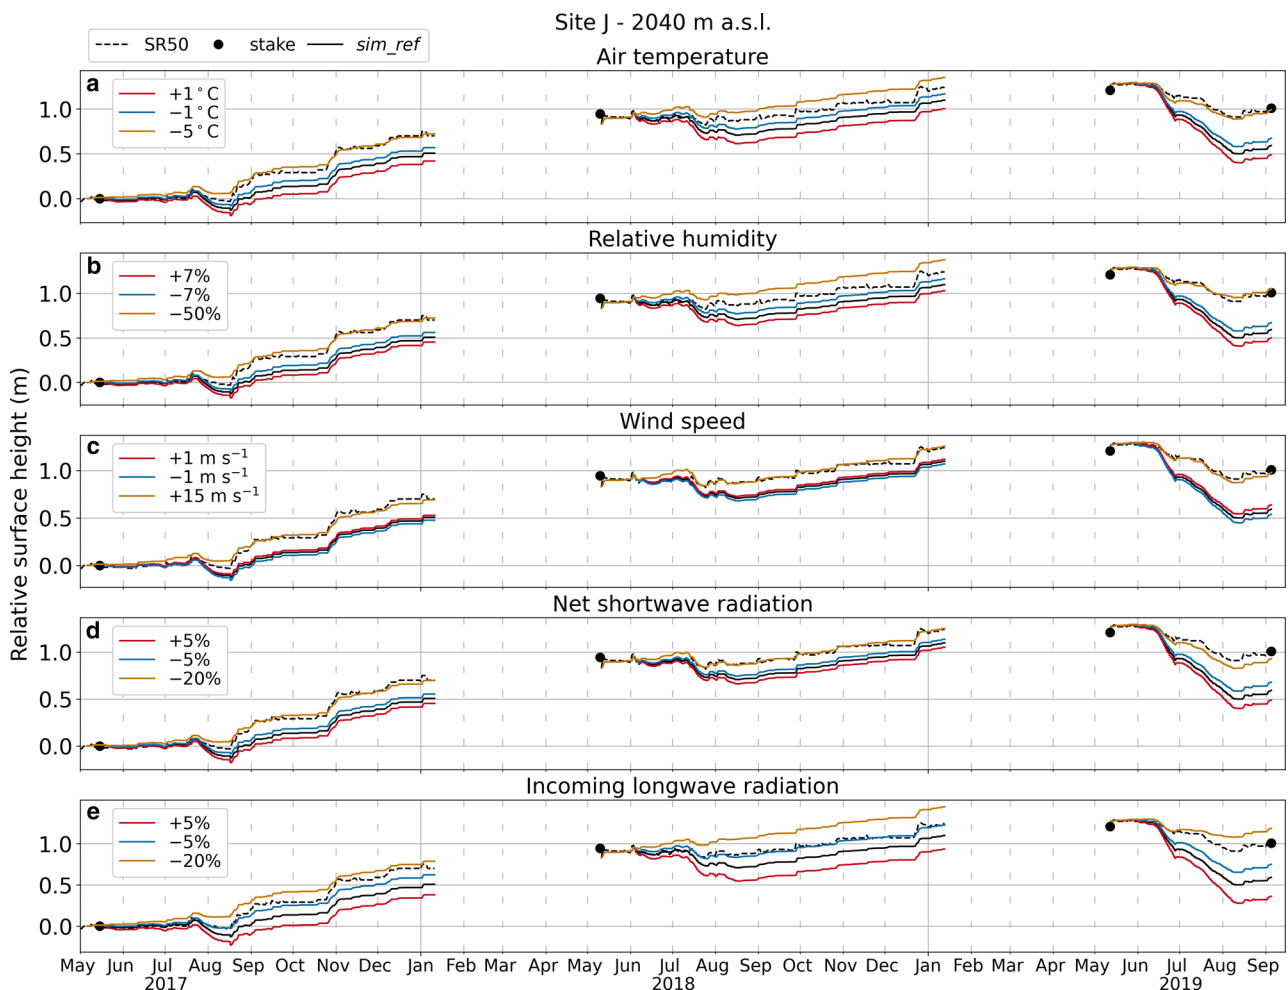 Site J - 2040 m a.s.l.
SR50 stake sim_ref
Air temperature
a
+1°C
−1°C
−5°C
1.0
0.5
0.0
Relative humidity
b
+7%
−7%
−50%
1.0
0.5
0.0
Wind speed
c
+1 m s⁻¹
−1 m s⁻¹
+15 m s⁻¹
1.0
0.5
0.0
Net shortwave radiation
d
+5%
−5%
−20%
1.0
0.5
0.0
Incoming longwave radiation
e
+5%
−5%
−20%
1.0
0.5
0.0
Relative surface height (m)
May Jun Jul Aug Sep Oct Nov Dec Jan Feb Mar Apr May Jun Jul Aug Sep Oct Nov Dec Jan Feb Mar Apr May Jun Jul Aug Sep
2017 2018 2019